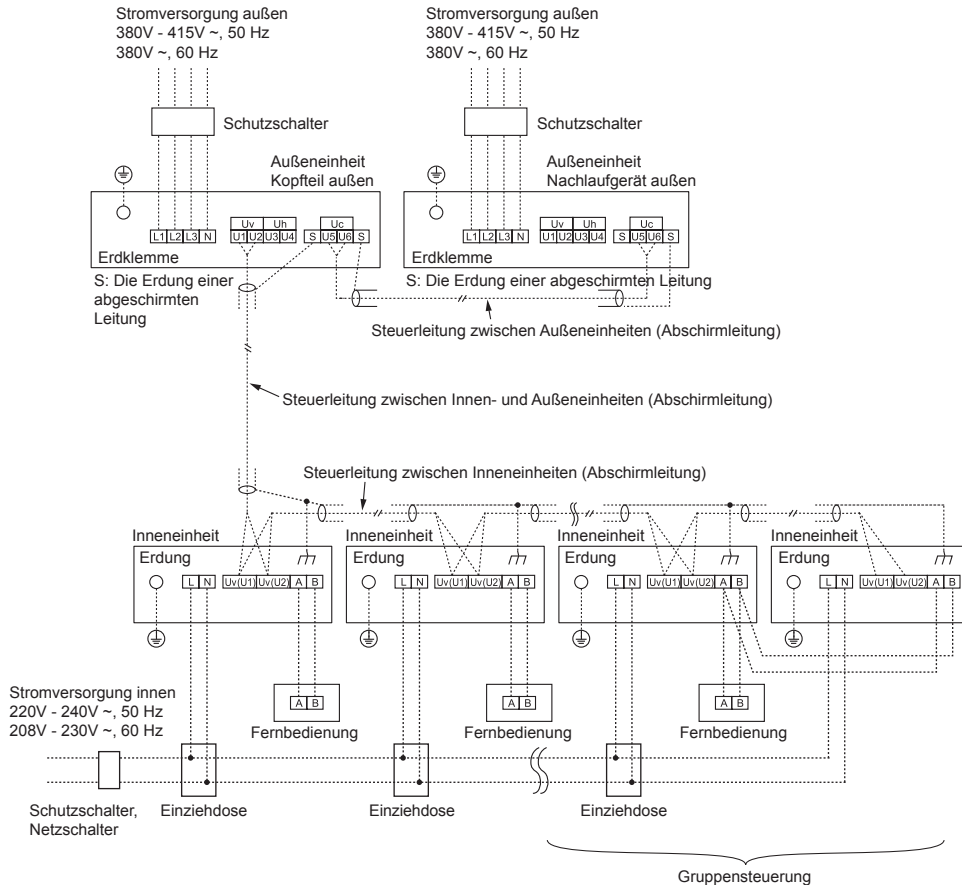 Stromversorgung außen
380V - 415V ~, 50 Hz
380V ~, 60 Hz
Stromversorgung außen
380V - 415V ~, 50 Hz
380V ~, 60 Hz
Schutzschalter
Schutzschalter
Außeneinheit
Kopfteil außen
Außeneinheit
Nachlaufgerät außen
Uv Uh Uc
L1 L2 L3 N U1 U2 U3 U4 S U5 U6 S
Erdklemme
Uv Uh Uc
L1 L2 L3 N U1 U2 U3 U4 S U5 U6 S
Erdklemme
S: Die Erdung einer
abgeschirmten
Leitung
S: Die Erdung einer abgeschirmten Leitung
Steuerleitung zwischen Außeneinheiten (Abschirmleitung)
Steuerleitung zwischen Innen- und Außeneinheiten (Abschirmleitung)
Steuerleitung zwischen Inneneinheiten (Abschirmleitung)
Inneneinheit
Erdung
L N Uv(U1) Uv(U2) A B
Inneneinheit
Erdung
L N Uv(U1) Uv(U2) A B
Inneneinheit
Erdung
L N Uv(U1) Uv(U2) A B
Inneneinheit
Erdung
L N Uv(U1) Uv(U2) A B
A B
Fernbedienung
A B
Fernbedienung
A B
Fernbedienung
Stromversorgung innen
220V - 240V ~, 50 Hz
208V - 230V ~, 60 Hz
Schutzschalter,
Netzschalter
Einziehdose
Einziehdose
Einziehdose
Gruppensteuerung